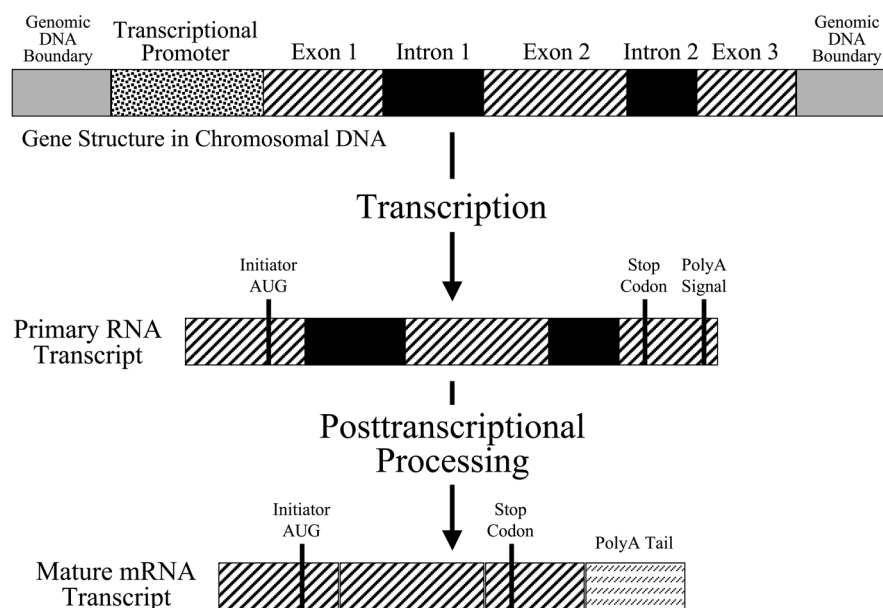 Genomic
DNA
Boundary
Transcriptional
Promoter
Exon 1
Intron 1
Exon 2
Intron 2
Exon 3
Genomic
DNA
Boundary
Gene Structure in Chromosomal DNA
Transcription
Initiator
AUG
Stop
Codon
PolyA
Signal
Primary RNA
Transcript
Posttranscriptional
Processing
Initiator
AUG
Stop
Codon
PolyA Tail
Mature mRNA
Transcript